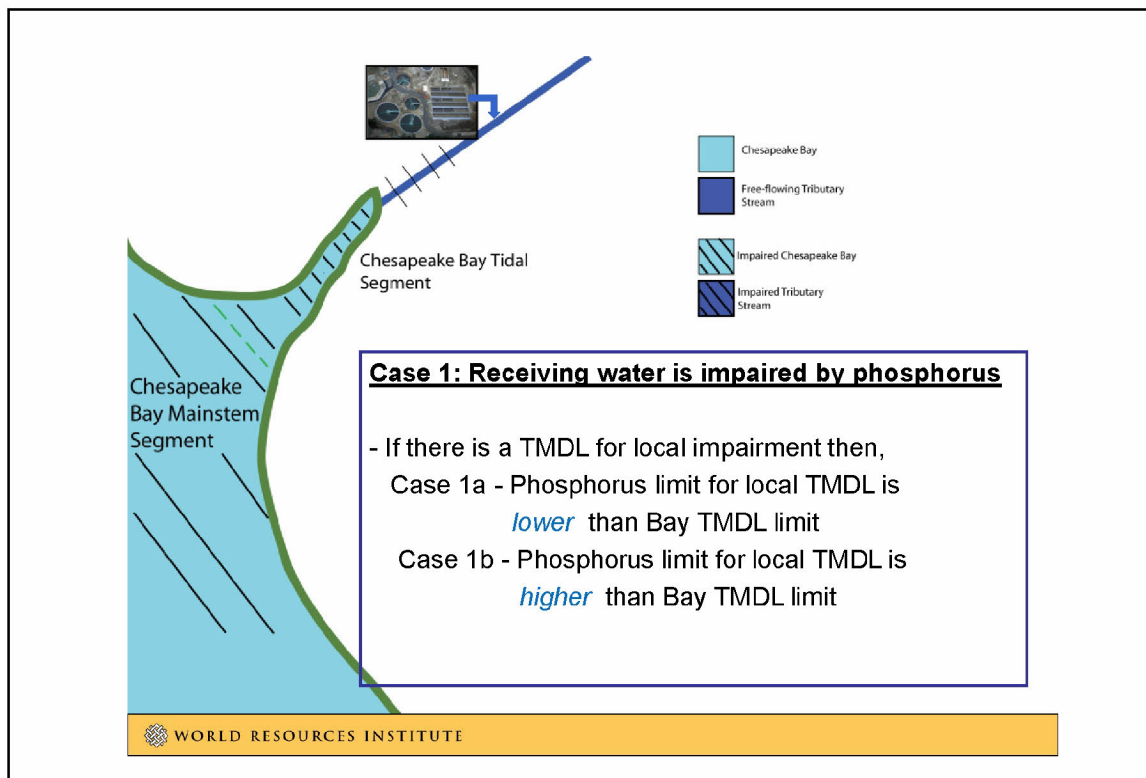 Chesapeake Bay
Free-flowing Tributary
Stream
Chesapeake Bay Tidal
Segment
Impaired Chesapeake Bay
Impaired Tributary
Stream
Chesapeake
Bay Mainstem
Segment
Case 1: Receiving water is impaired by phosphorus
- If there is a TMDL for local impairment then,
Case 1a - Phosphorus limit for local TMDL is
lower than Bay TMDL limit
Case 1b - Phosphorus limit for local TMDL is
higher than Bay TMDL limit
WORLD RESOURCES INSTITUTE